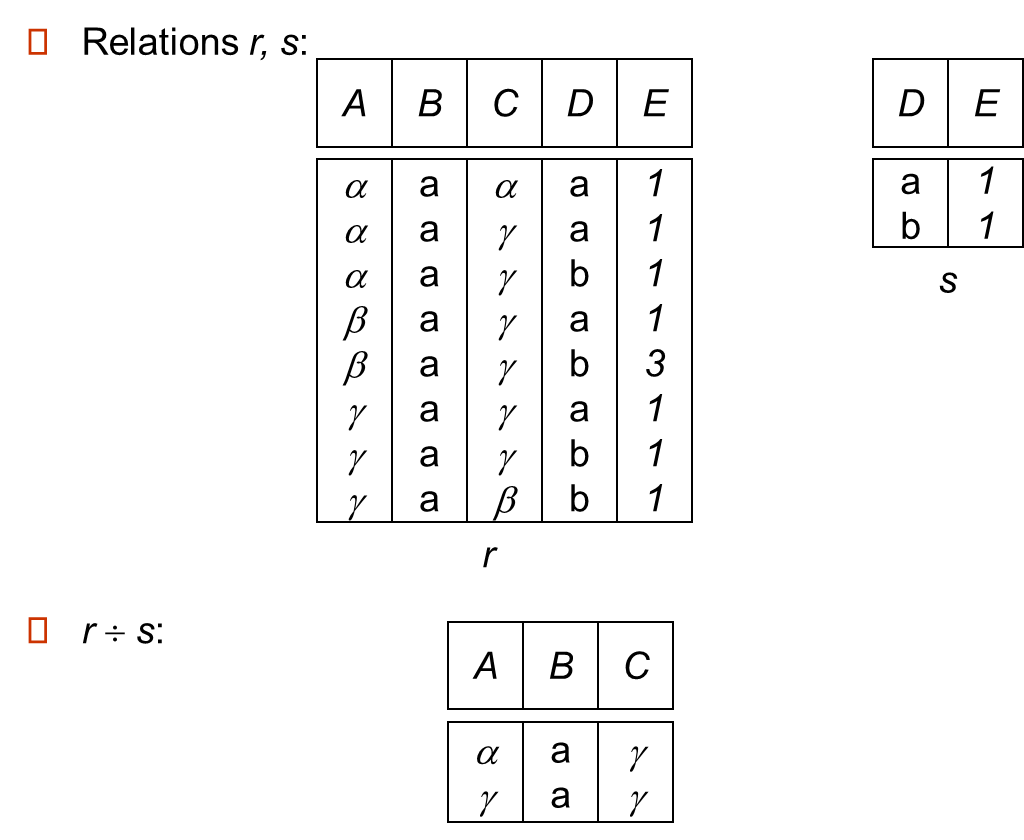 Relations r, s:
A B C D E
α a α a 1
α a γ a 1
α a γ b 1
β a γ a 1
β a γ b 3
γ a γ a 1
γ a γ b 1
γ a β b 1
r
D E
a 1
b 1
s
r ÷ s:
A B C
α a γ
γ a γ